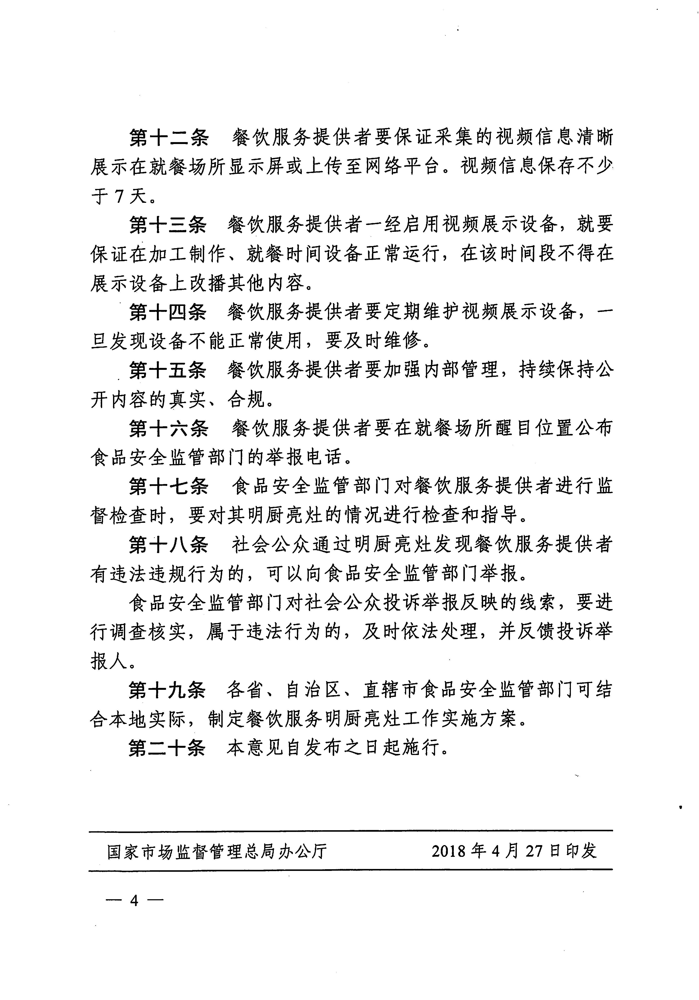 第十二条 餐饮服务提供者要保证采集的视频信息清晰
展示在就餐场所显示屏或上传至网络平台。视频信息保存不少
于 7 天。
第十三条 餐饮服务提供者一经启用视频展示设备，就要
保证在加工制作、就餐时间设备正常运行，在该时间段不得在
展示设备上改播其他内容。
第十四条 餐饮服务提供者要定期维护视频展示设备，一
旦发现设备不能正常使用，要及时维修。
第十五条 餐饮服务提供者要加强内部管理，持续保持公
开内容的真实、合规。
第十六条 餐饮服务提供者要在就餐场所醒目位置公布
食品安全监管部门的举报电话。
第十七条 食品安全监管部门对餐饮服务提供者进行监
督检查时，要对其明厨亮灶的情况进行检查和指导。
第十八条 社会公众通过明厨亮灶发现餐饮服务提供者
有违法违规行为的，可以向食品安全监管部门举报。
食品安全监管部门对社会公众投诉举报反映的线索，要进
行调查核实，属于违法行为的，及时依法处理，并反馈投诉举
报人。
第十九条 各省、自治区、直辖市食品安全监管部门可结
合本地实际，制定餐饮服务明厨亮灶工作实施方案。
第二十条 本意见自发布之日起施行。
国家市场监督管理总局办公厅 2018 年 4 月 27 日印发
— 4 —